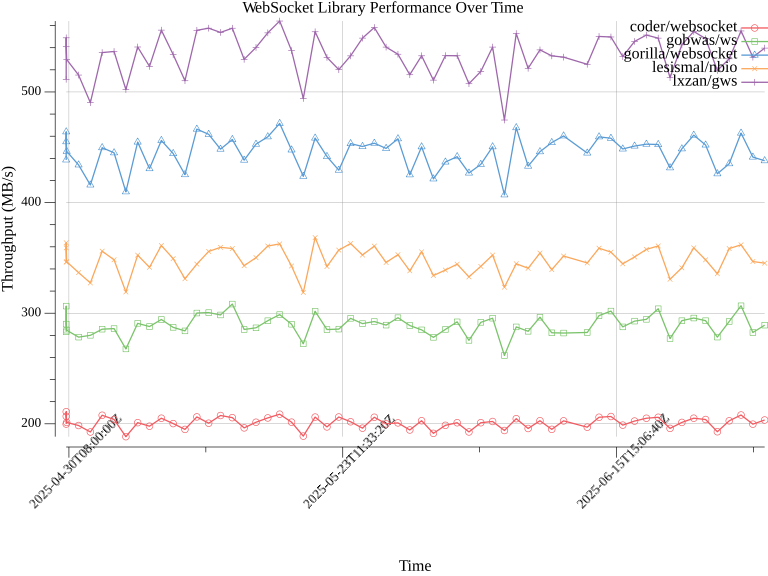 WebSocket Library Performance Over Time
coder/websocket
gobwas/ws
gorilla/websocket
lesismal/nbio
lxzan/gws
Throughput (MB/s)
500
400
300
200
2025-04-30T08:00:00Z
2025-05-23T11:33:20Z
2025-06-15T15:06:40Z
Time